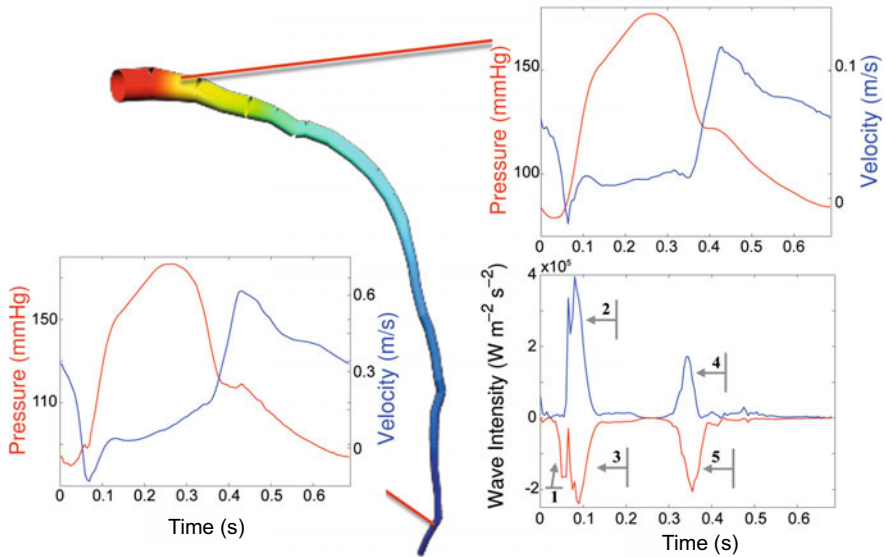 Pressure (mmHg)
150
100
0.1
0
Velocity (m/s)
0 0.1 0.2 0.3 0.4 0.5 0.6
Pressure (mmHg)
150
110
0.6
0.3
0
Velocity (m/s)
0 0.1 0.2 0.3 0.4 0.5 0.6
Time (s)
Wave Intensity (W m⁻² s⁻²)
×10⁵
4
2
0
-2
2
4
3
5
1
0 0.1 0.2 0.3 0.4 0.5 0.6
Time (s)